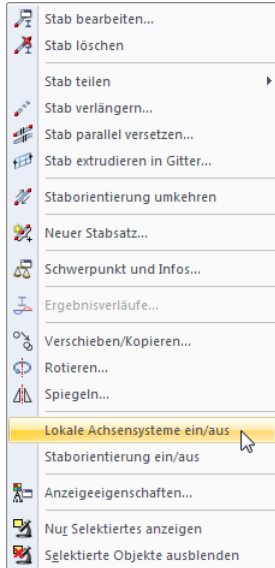 Stab bearbeiten...
Stab löschen
Stab teilen
Stab verlängern...
Stab parallel versetzen...
Stab extrudieren in Gitter...
Staborientierung umkehren
Neuer Stabsatz...
Schwerpunkt und Infos...
Ergebnisverläufe...
Verschieben/Kopieren...
Rotieren...
Spiegeln...
Lokale Achsensysteme ein/aus
Staborientierung ein/aus
Anzeigeeigenschaften...
Nur Selektiertes anzeigen
Selektierte Objekte ausblenden